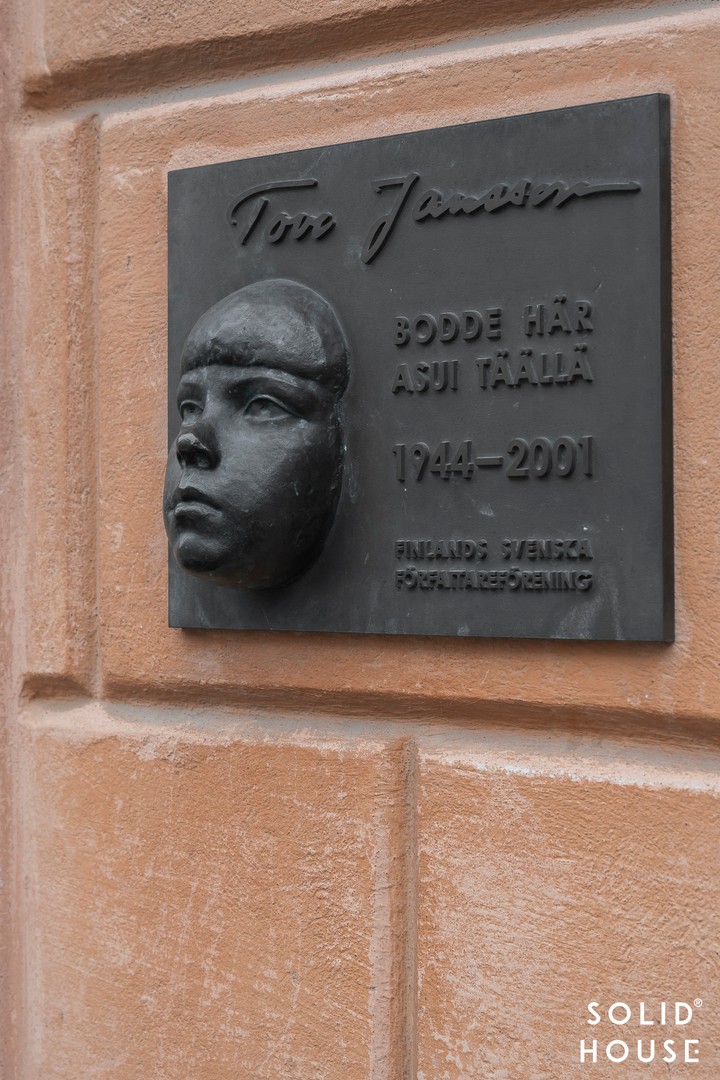 Tove Jansson
BODDE HÄR
ASUI TÄÄLLÄ
1944–2001
FINLANDS SVENSKA
FÖRFATTAREFÖRENING
SOLID®
HOUSE